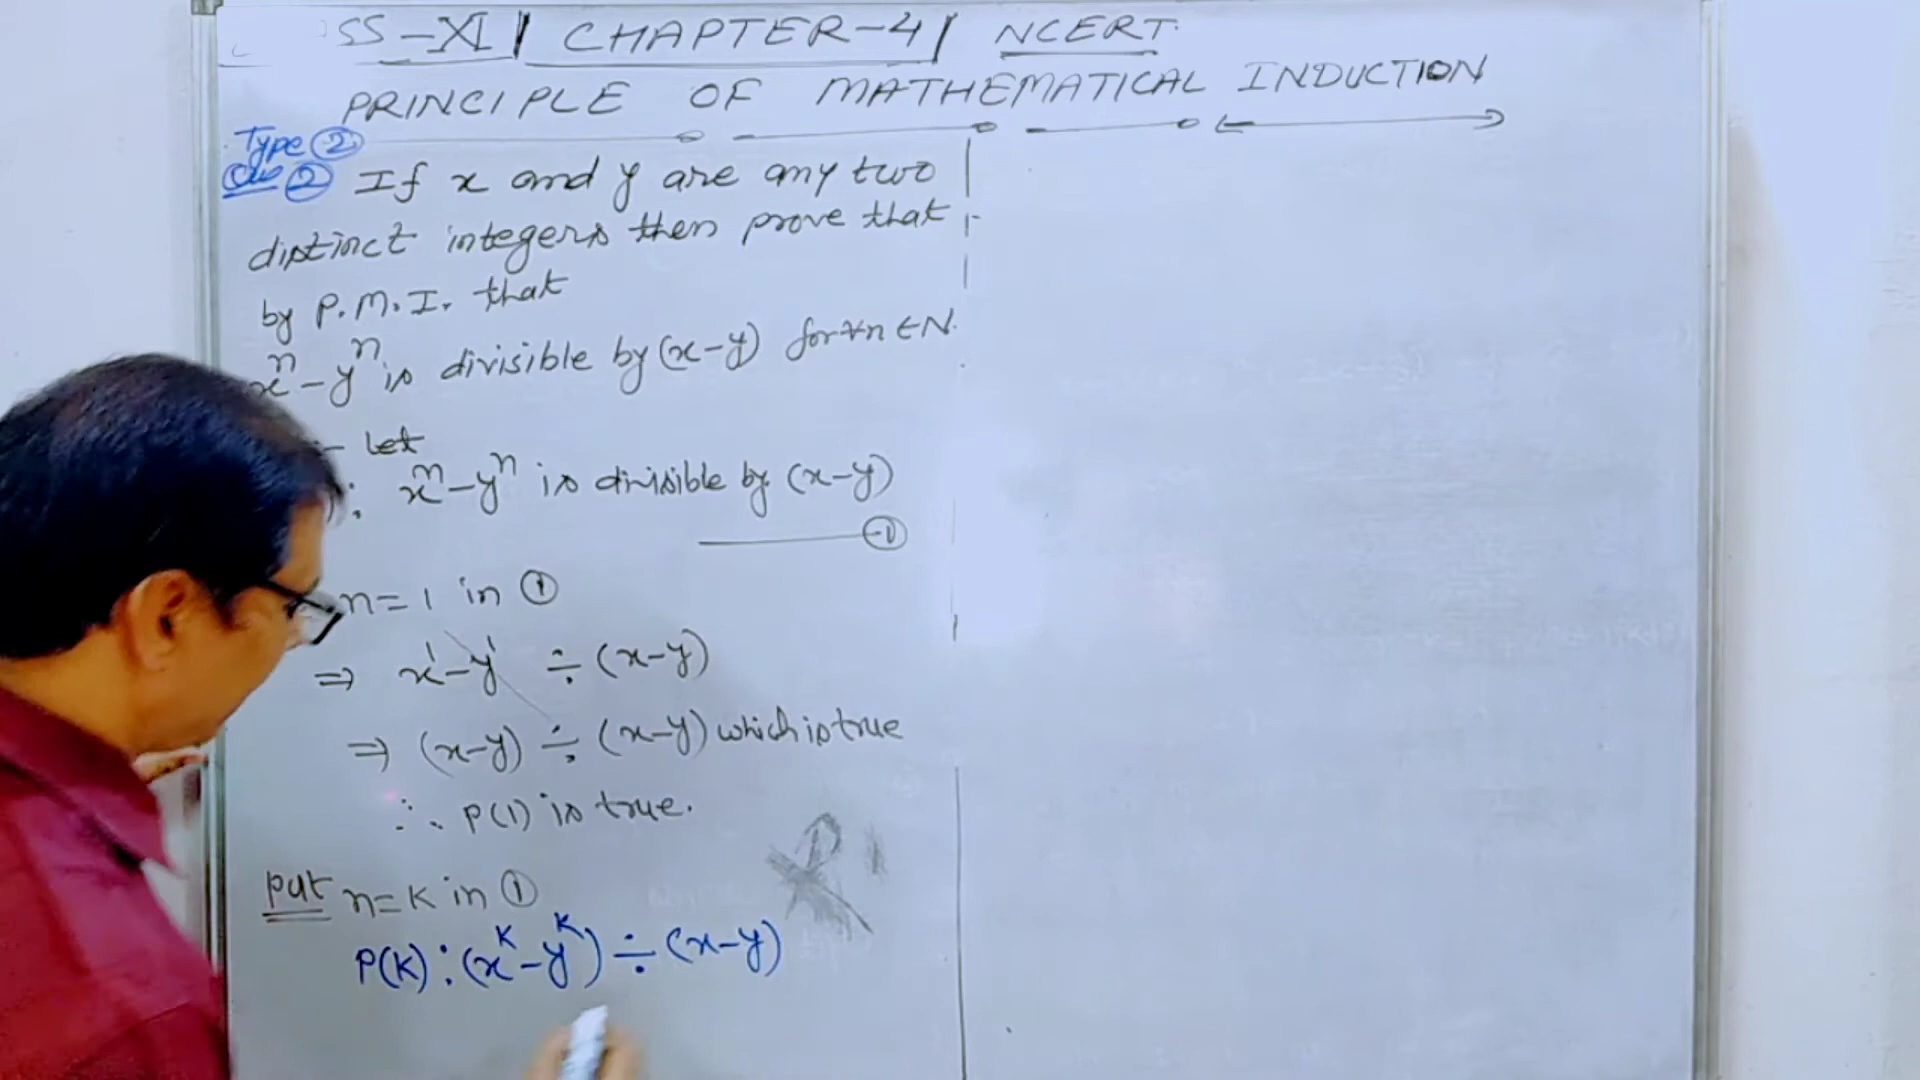 SS-XI | CHAPTER-4 | NCERT
PRINCIPLE OF MATHEMATICAL INDUCTION
Type ②
Que ② If x and y are any two
distinct integers then prove that
by P.M.I. that
xⁿ-yⁿ is divisible by (x-y) for ∀n∈N.
- let
: xⁿ-yⁿ is divisible by (x-y)
①
n=1 in ①
⇒ x¹-y¹ ÷ (x-y)
⇒ (x-y) ÷ (x-y) which is true
∴ P(1) is true.
put n=K in ①
P(K) : (xᴷ-yᴷ) ÷ (x-y)